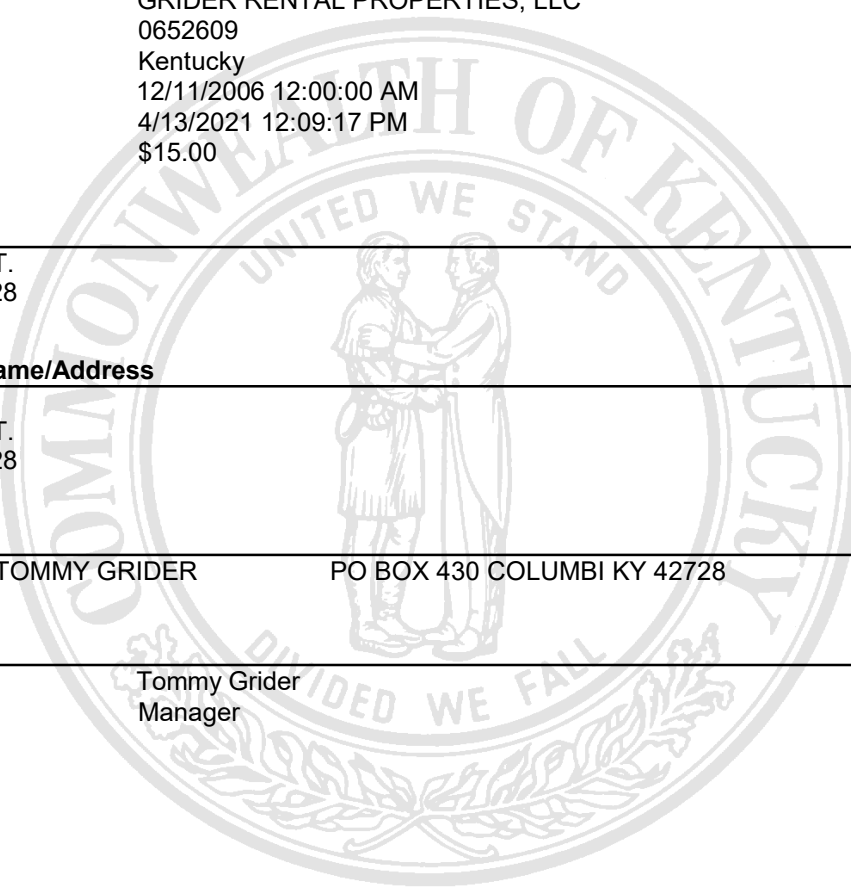 GRIDER RENTAL PROPERTIES, LLC
0652609
Kentucky
12/11/2006 12:00:00 AM
4/13/2021 12:09:17 PM
$15.00
T.
28
ame/Address
T.
28
TOMMY GRIDER PO BOX 430 COLUMBI KY 42728
Tommy Grider
Manager
COMMONWEALTH OF KENTUCKY
UNITED WE STAND
DIVIDED WE FALL